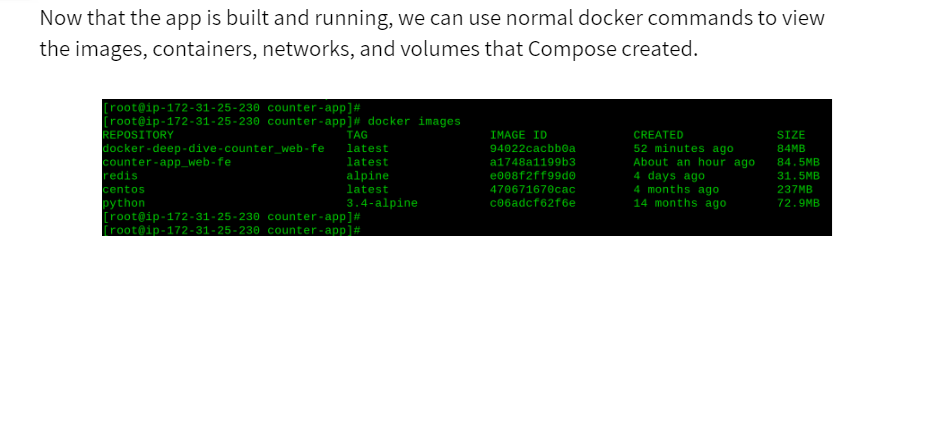 Now that the app is built and running, we can use normal docker commands to view
the images, containers, networks, and volumes that Compose created.
[root@ip-172-31-25-230 counter-app]#
[root@ip-172-31-25-230 counter-app]# docker images
REPOSITORY TAG IMAGE ID CREATED SIZE
docker-deep-dive-counter_web-fe latest 94022cacbb0a 52 minutes ago 84MB
counter-app_web-fe latest a1748a1199b3 About an hour ago 84.5MB
redis alpine e008f2ff99d0 4 days ago 31.5MB
centos latest 470671670cac 4 months ago 237MB
python 3.4-alpine c06adcf62f6e 14 months ago 72.9MB
[root@ip-172-31-25-230 counter-app]#
[root@ip-172-31-25-230 counter-app]#